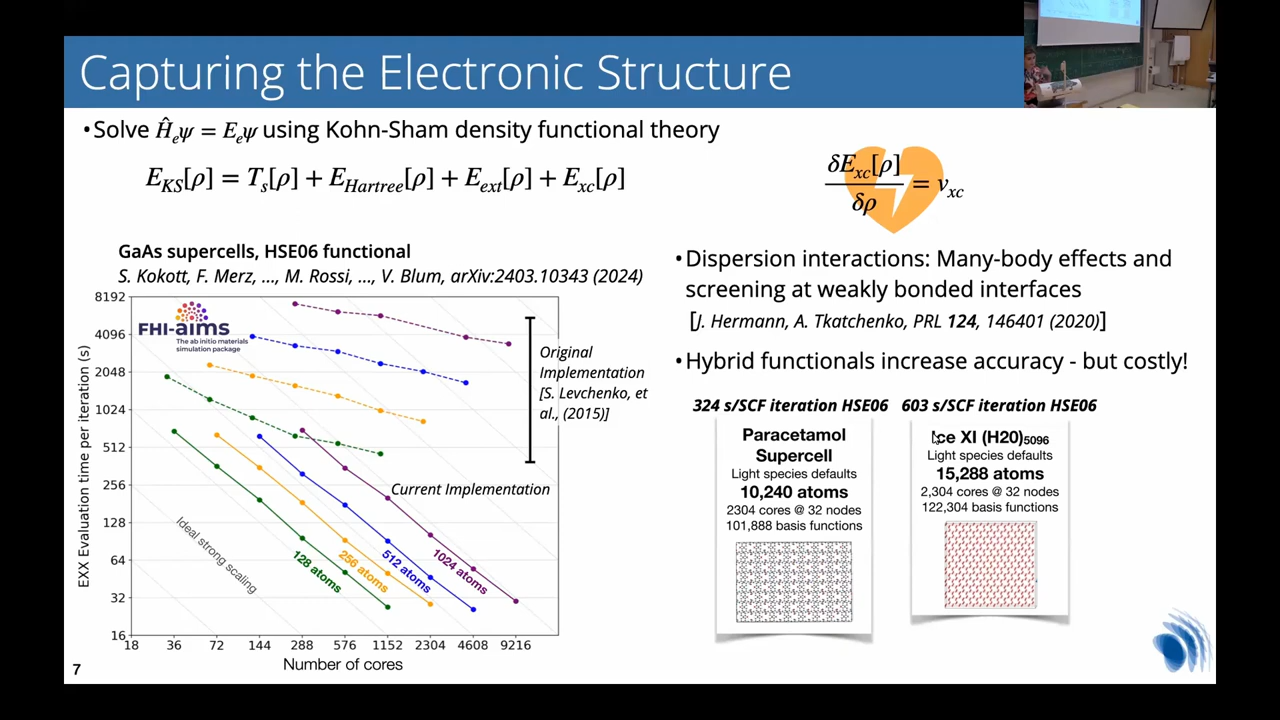 Capturing the Electronic Structure
•Solve Ĥₑψ = Eₑψ using Kohn-Sham density functional theory
E_KS[ρ] = T_s[ρ] + E_Hartree[ρ] + E_ext[ρ] + E_xc[ρ]
δE_xc[ρ]
δρ
= v_xc
GaAs supercells, HSE06 functional
S. Kokott, F. Merz, ..., M. Rossi, ..., V. Blum, arXiv:2403.10343 (2024)
EXX Evaluation time per iteration (s)
8192
4096
2048
1024
512
256
128
64
32
16
FHI-aims
The ab initio materials
simulation package
Original
Implementation
[S. Levchenko, et
al., (2015)]
Current Implementation
Ideal strong scaling
128 atoms
256 atoms
512 atoms
1024 atoms
18 36 72 144 288 576 1152 2304 4608 9216
Number of cores
•Dispersion interactions: Many-body effects and
screening at weakly bonded interfaces
[J. Hermann, A. Tkatchenko, PRL 124, 146401 (2020)]
•Hybrid functionals increase accuracy - but costly!
324 s/SCF iteration HSE06
Paracetamol
Supercell
Light species defaults
10,240 atoms
2304 cores @ 32 nodes
101,888 basis functions
603 s/SCF iteration HSE06
Ice XI (H20)5096
Light species defaults
15,288 atoms
2,304 cores @ 32 nodes
122,304 basis functions
7